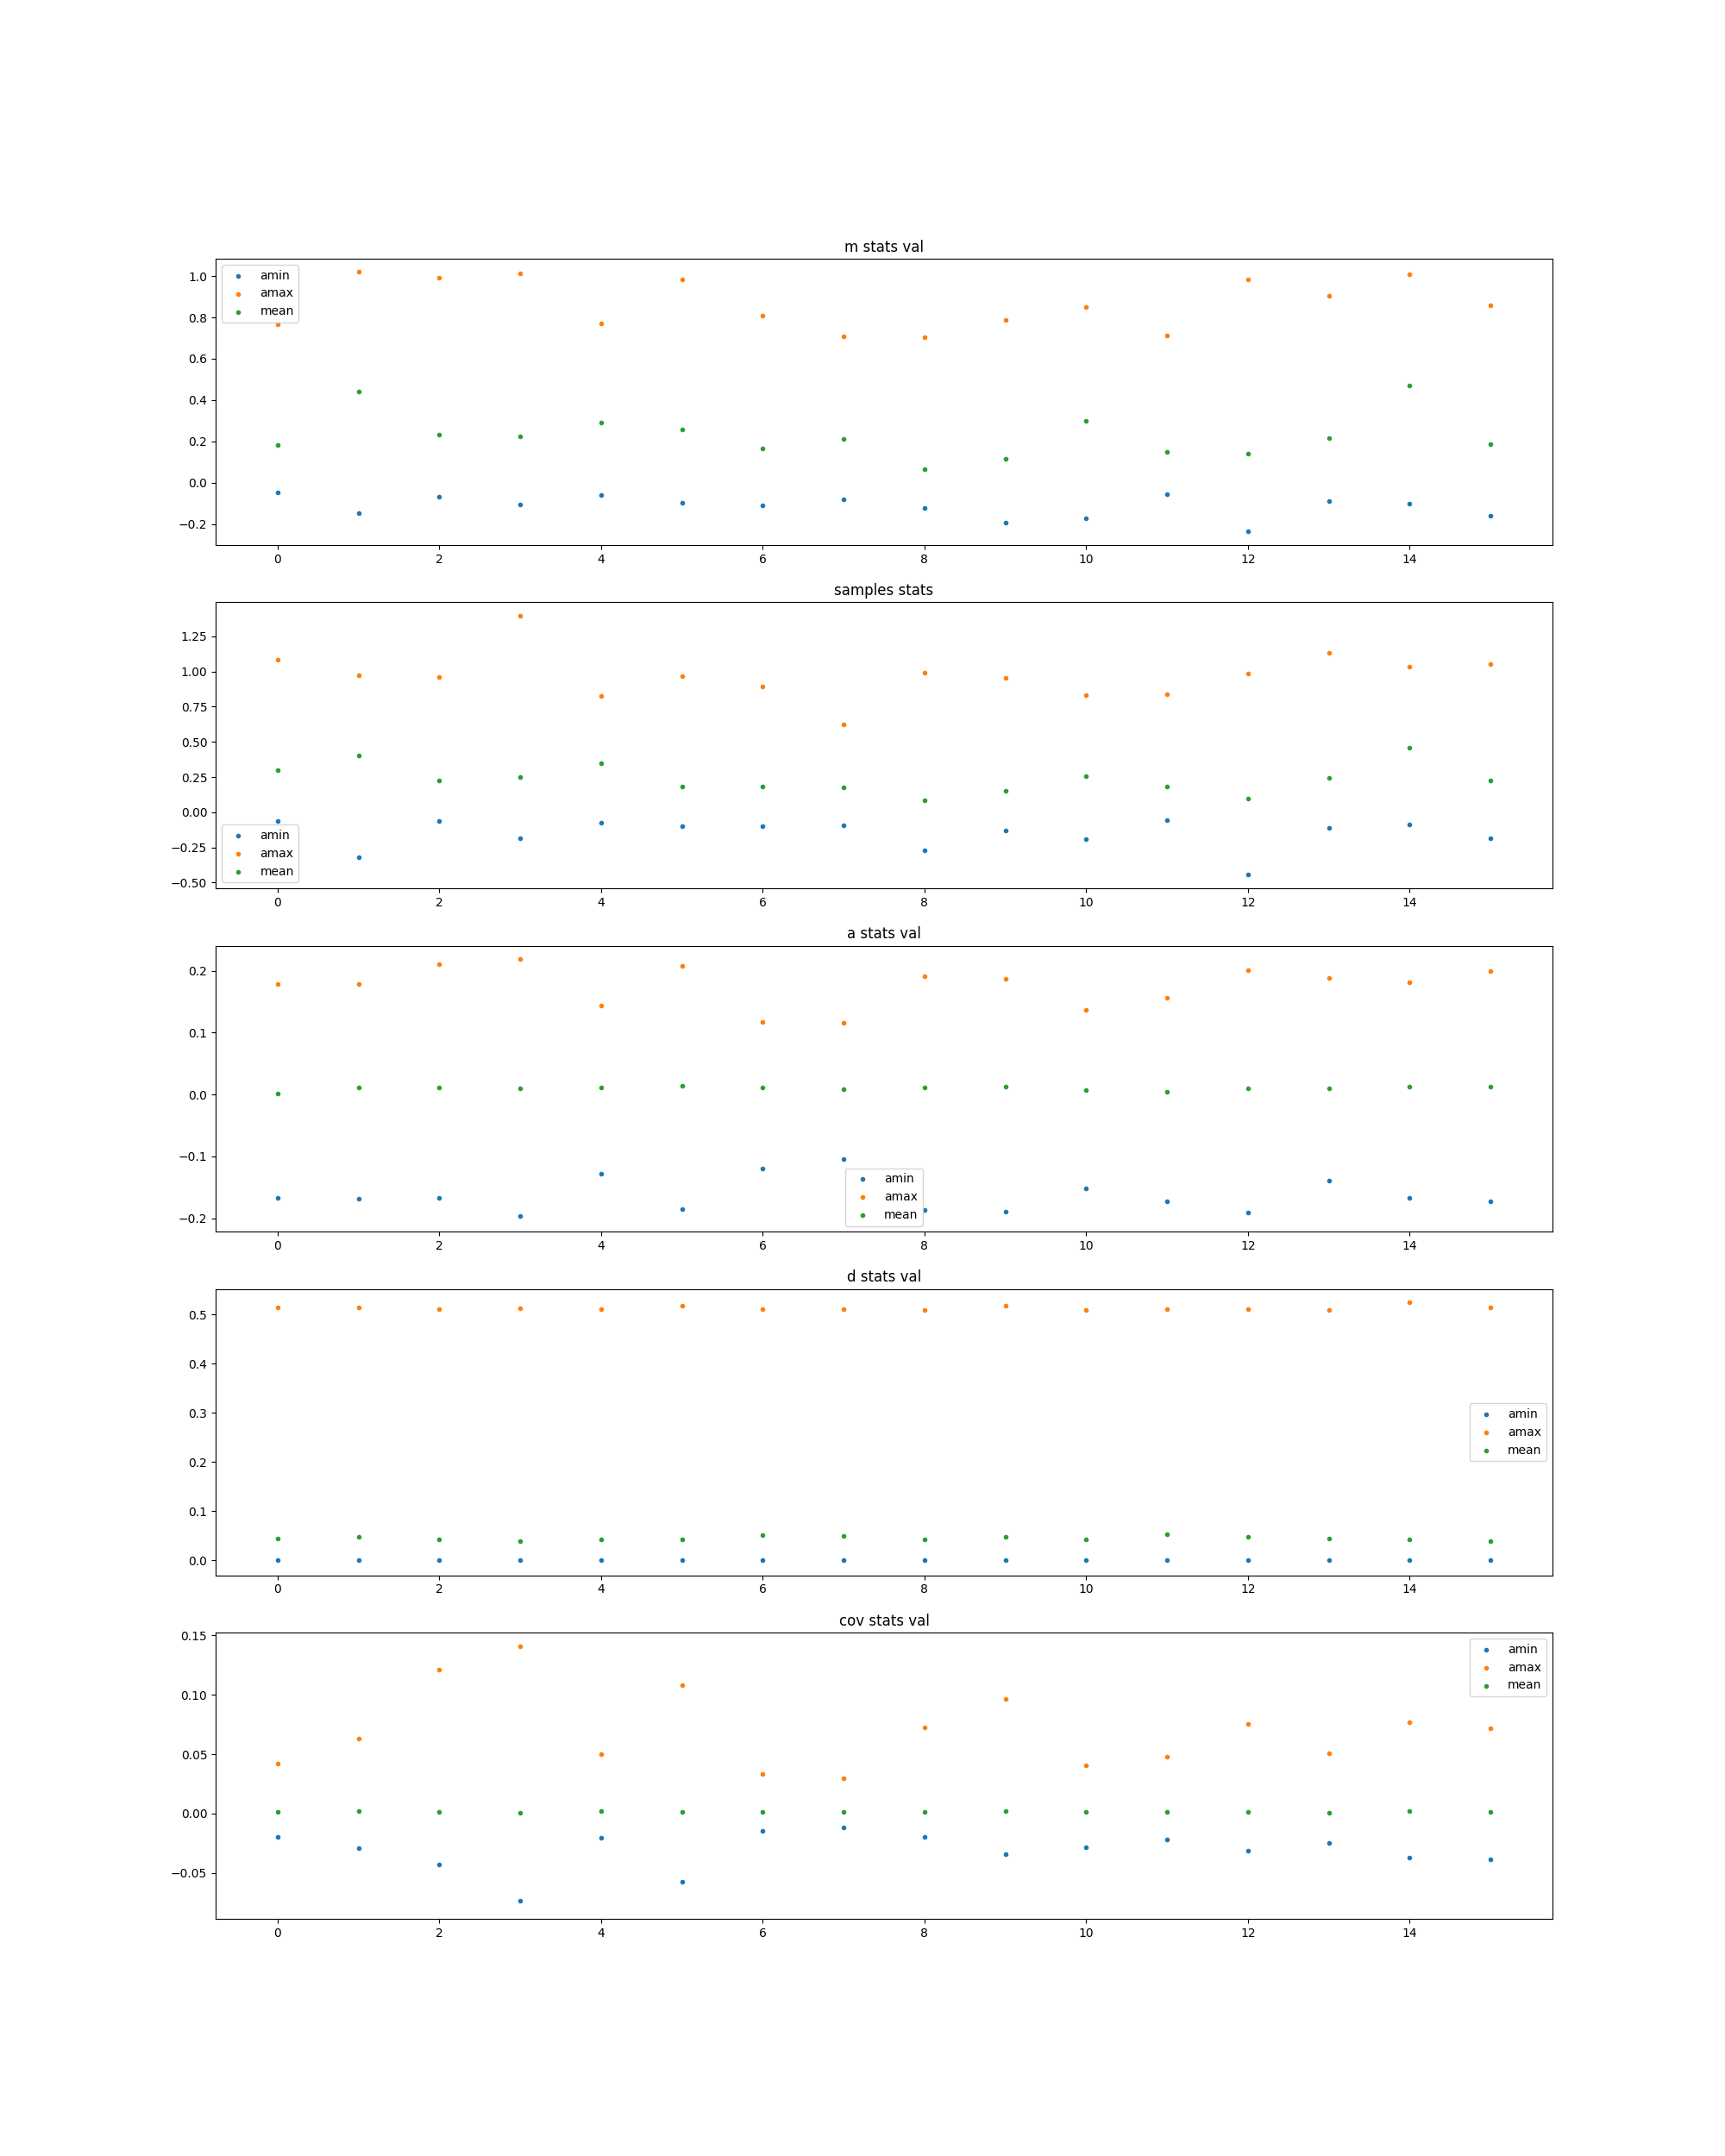 m stats val
1.0
0.8
0.6
0.4
0.2
0.0
−0.2
amin
amax
mean
0 2 4 6 8 10 12 14
samples stats
1.25
1.00
0.75
0.50
0.25
0.00
−0.25
−0.50
amin
amax
mean
0 2 4 6 8 10 12 14
a stats val
0.2
0.1
0.0
−0.1
−0.2
amin
amax
mean
0 2 4 6 8 10 12 14
d stats val
0.5
0.4
0.3
0.2
0.1
0.0
amin
amax
mean
0 2 4 6 8 10 12 14
cov stats val
0.15
0.10
0.05
0.00
−0.05
amin
amax
mean
0 2 4 6 8 10 12 14